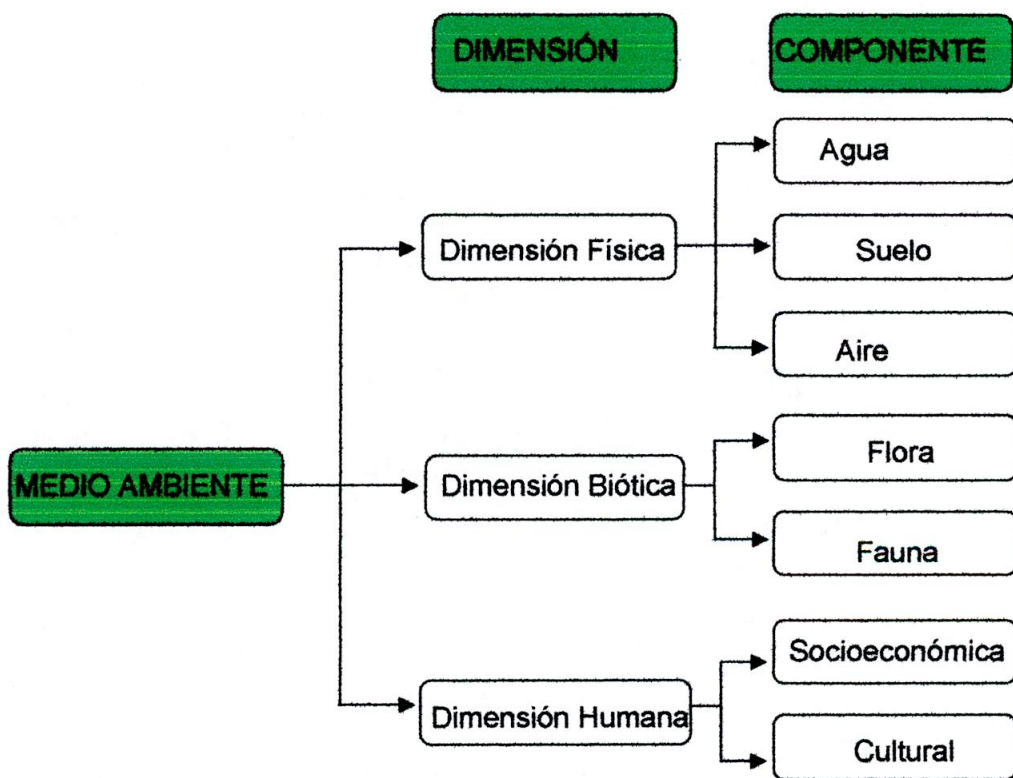 DIMENSIÓN
COMPONENTE
Agua
Dimensión Física
Suelo
Aire
MEDIO AMBIENTE
Dimensión Biótica
Flora
Fauna
Dimensión Humana
Socioeconómica
Cultural